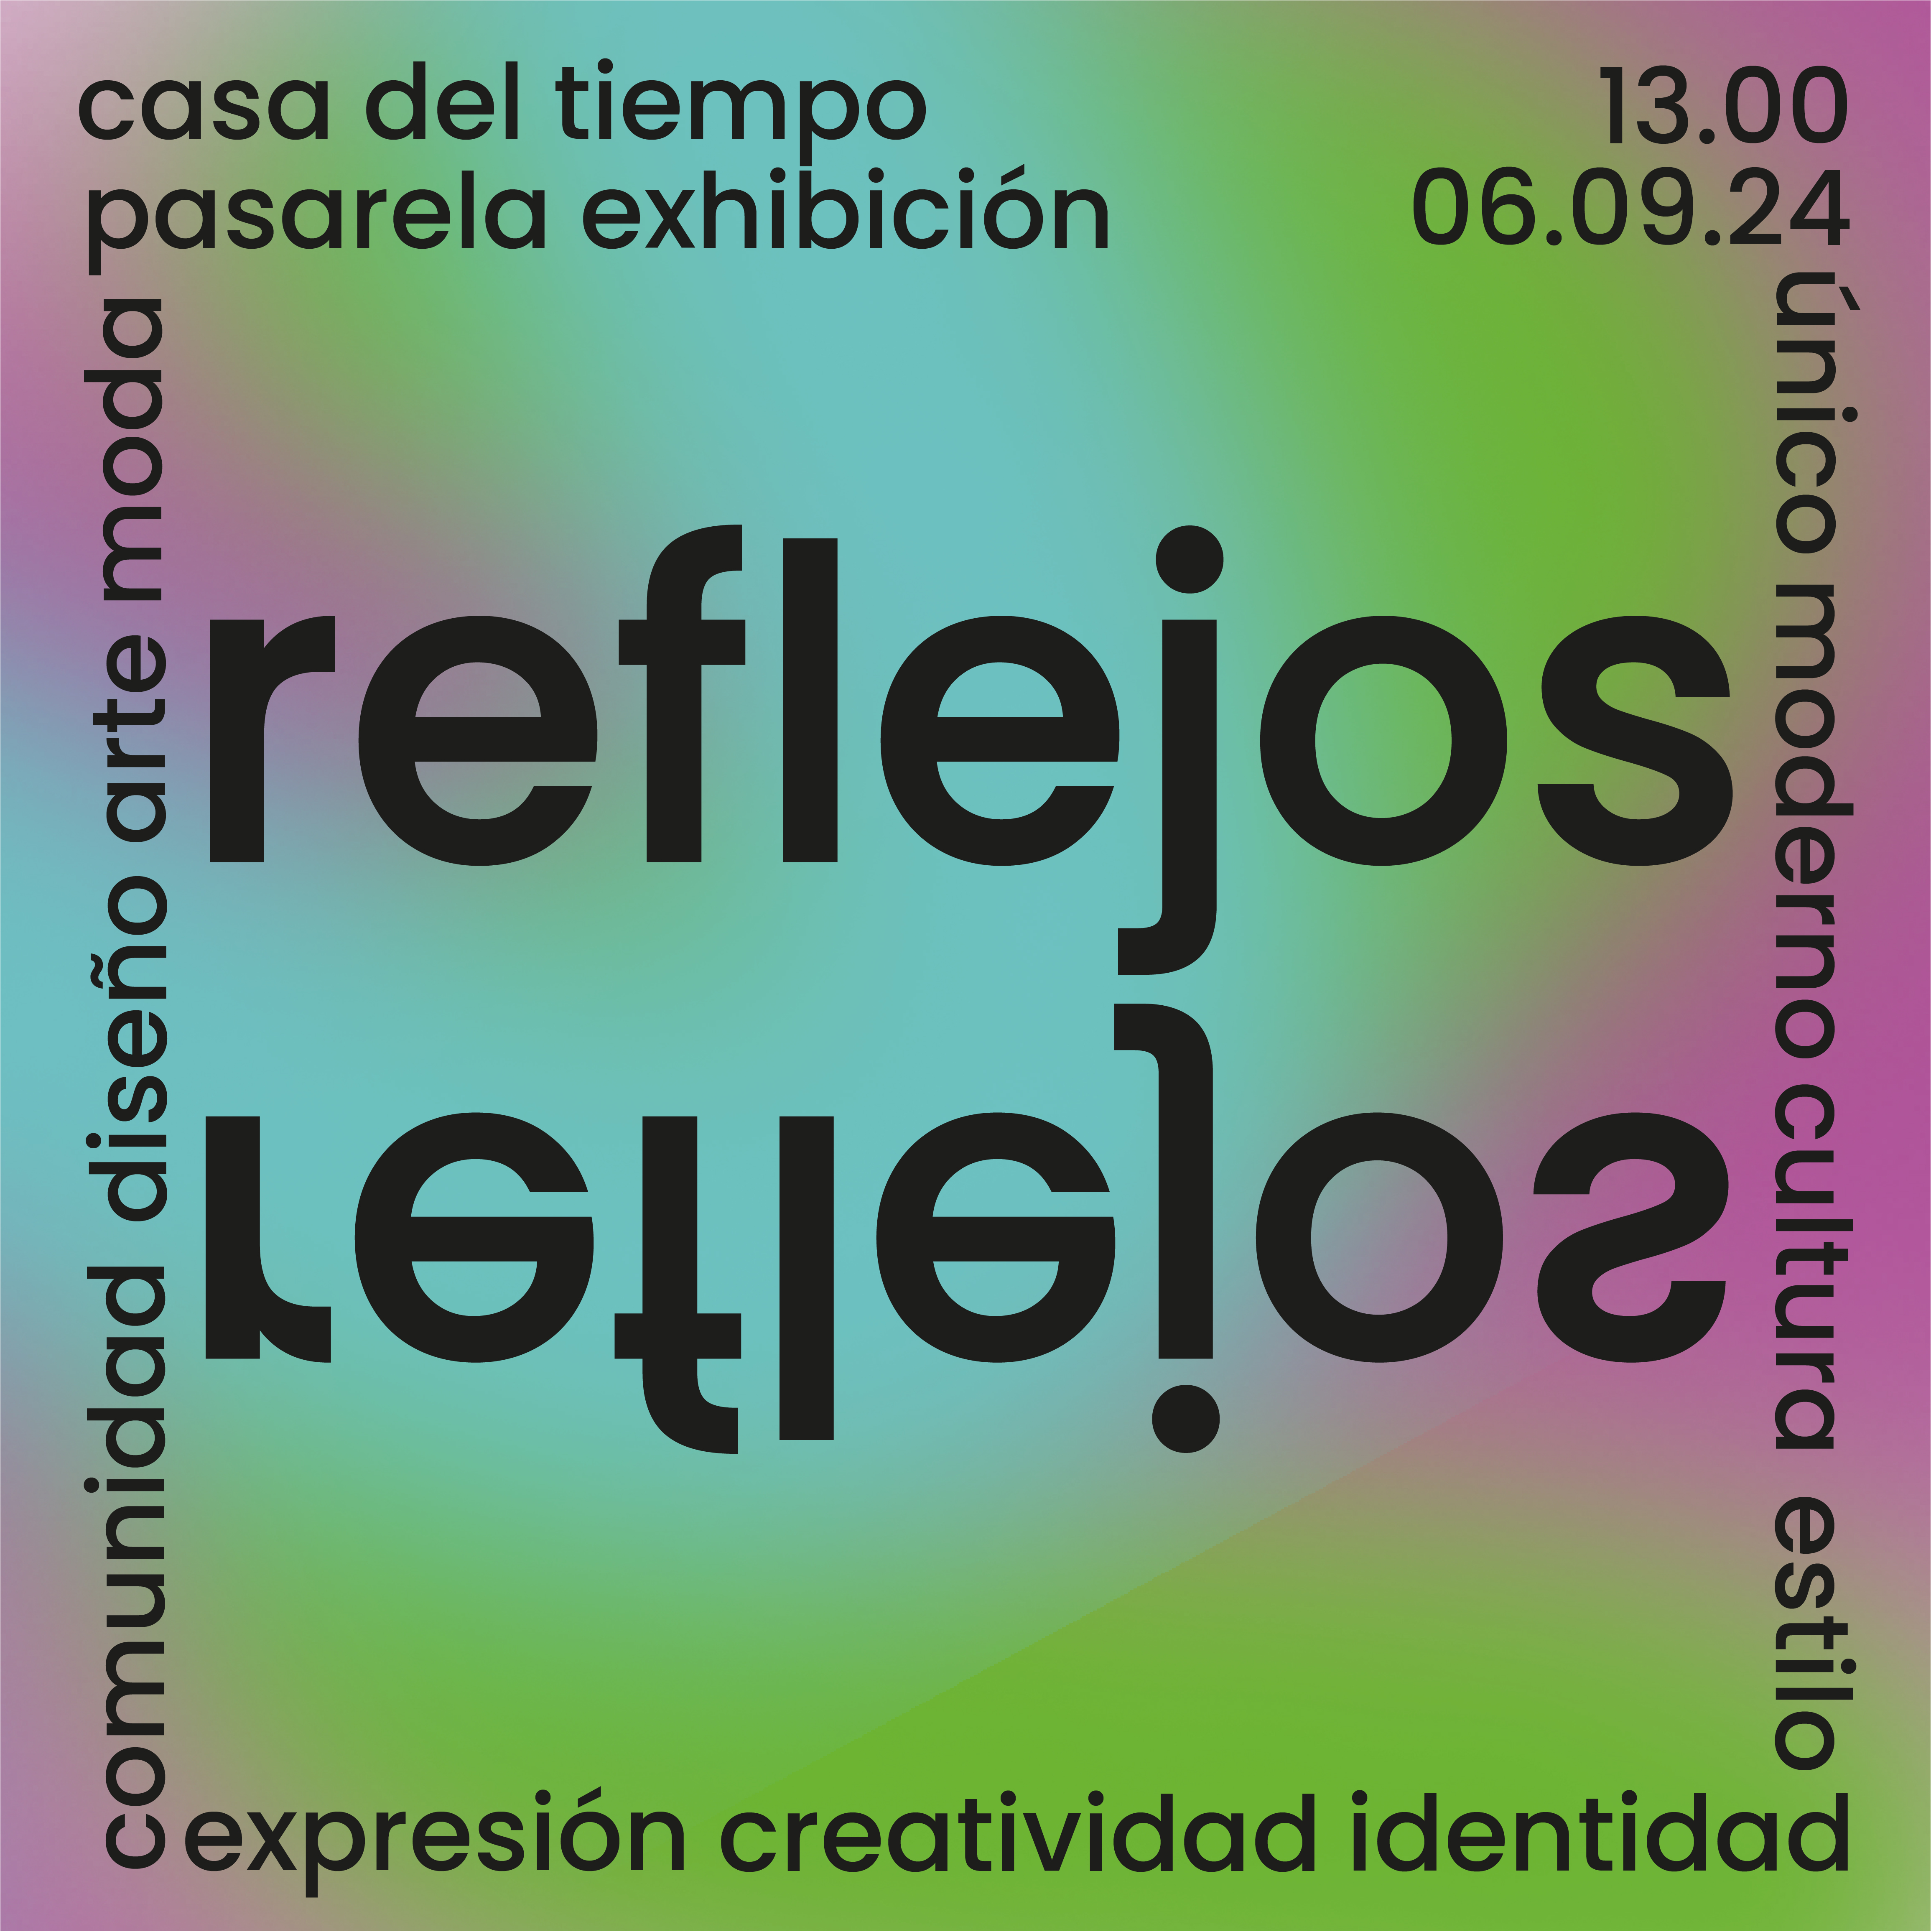 casa del tiempo
pasarela exhibición
13.00
06.09.24
comunidad diseño arte moda
reflejos
reflejos
único moderno cultura estilo
expresión creatividad identidad